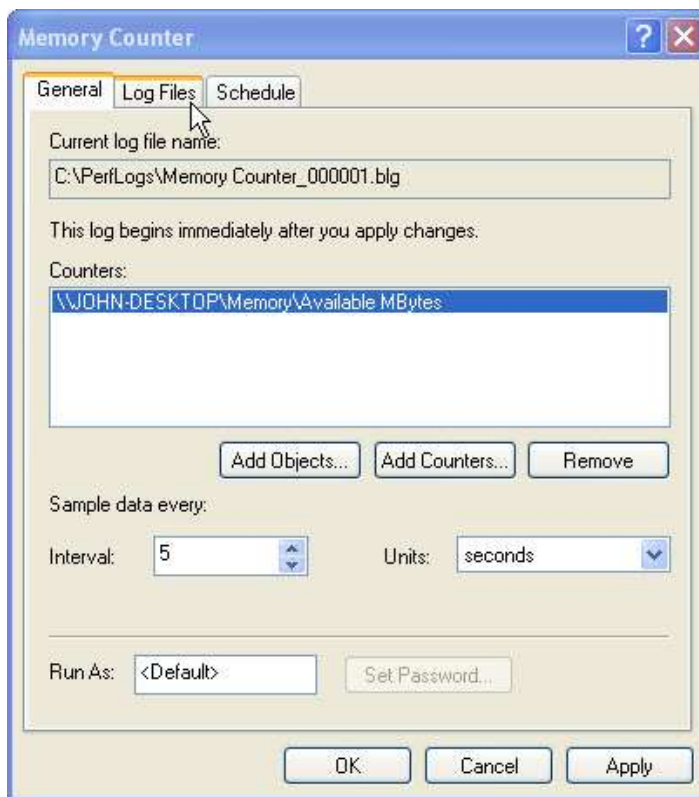 Memory Counter
General Log Files Schedule
Current log file name:
C:\PerfLogs\Memory Counter_000001.blg
This log begins immediately after you apply changes.
Counters:
\\JOHN-DESKTOP\Memory\Available MBytes
Add Objects... Add Counters... Remove
Sample data every:
Interval: 5 Units: seconds
Run As: <Default> Set Password...
OK Cancel Apply